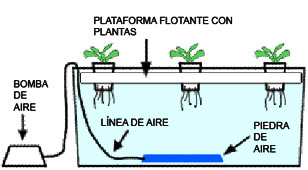 PLATAFORMA FLOTANTE CON
PLANTAS
BOMBA
DE
AIRE
LÍNEA DE AIRE
PIEDRA
DE
AIRE